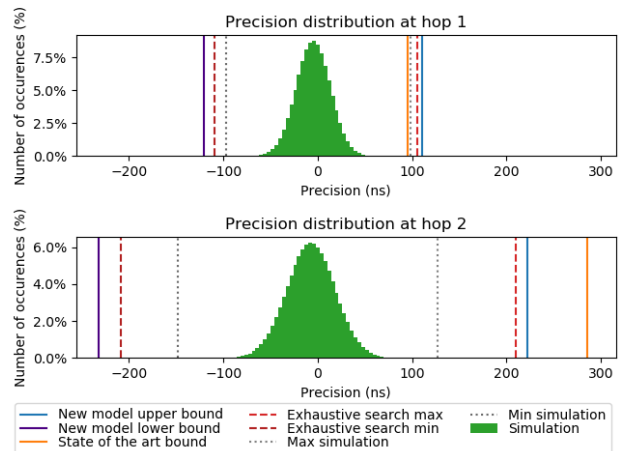 Precision distribution at hop 1
Number of occurences (%)
7.5%
5.0%
2.5%
0.0%
−200 −100 0 100 200 300
Precision (ns)
Precision distribution at hop 2
Number of occurences (%)
6.0%
4.0%
2.0%
0.0%
−200 −100 0 100 200 300
Precision (ns)
New model upper bound
New model lower bound
State of the art bound
Exhaustive search max
Exhaustive search min
Max simulation
Min simulation
Simulation